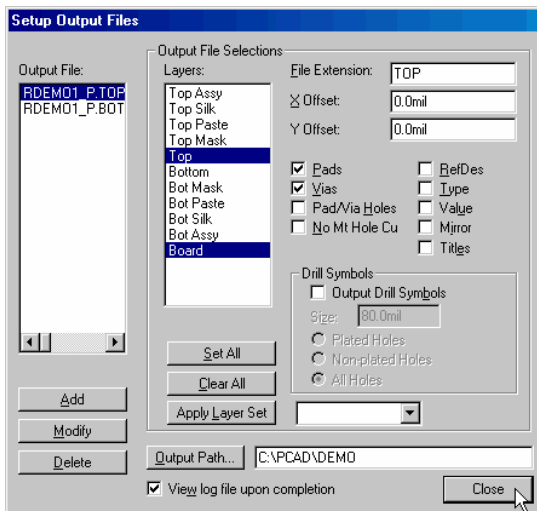 Setup Output Files
Output File:
RDEMO1_P.TOP
RDEMO1_P.BOT
Add
Modify
Delete
Output File Selections
Layers:
Top Assy
Top Silk
Top Paste
Top Mask
Top
Bottom
Bot Mask
Bot Paste
Bot Silk
Bot Assy
Board
Set All
Clear All
Apply Layer Set
File Extension: TOP
X Offset: 0.0mil
Y Offset: 0.0mil
Pads
Vias
Pad/Via Holes
No Mt Hole Cu
RefDes
Type
Value
Mirror
Titles
Drill Symbols
Output Drill Symbols
Size: 80.0mil
Plated Holes
Non-plated Holes
All Holes
Output Path... C:\PCAD\DEMO
View log file upon completion
Close